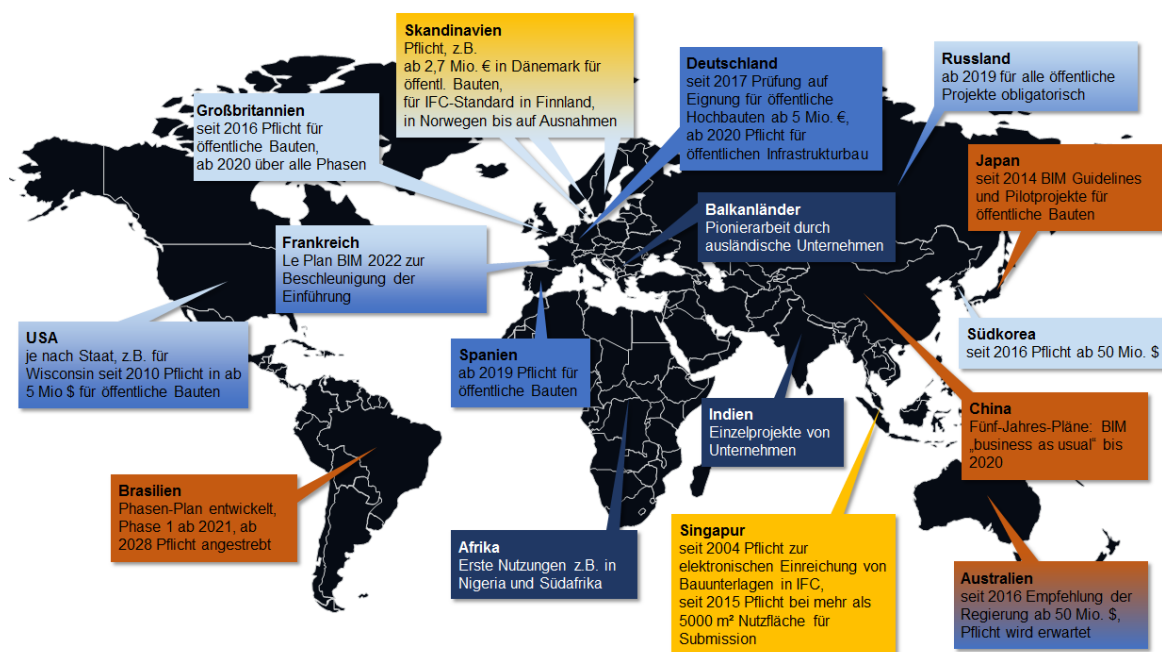 Skandinavien
Pflicht, z.B.
ab 2,7 Mio. € in Dänemark für
öffentl. Bauten,
für IFC-Standard in Finnland,
in Norwegen bis auf Ausnahmen
Deutschland
seit 2017 Prüfung auf
Eignung für öffentliche
Hochbauten ab 5 Mio. €,
ab 2020 Pflicht für
öffentlichen Infrastrukturbau
Russland
ab 2019 für alle öffentliche
Projekte obligatorisch
Großbritannien
seit 2016 Pflicht für
öffentliche Bauten,
ab 2020 über alle Phasen
Japan
seit 2014 BIM Guidelines
und Pilotprojekte für
öffentliche Bauten
Balkanländer
Pionierarbeit durch
ausländische Unternehmen
Frankreich
Le Plan BIM 2022 zur
Beschleunigung der
Einführung
USA
je nach Staat, z.B. für
Wisconsin seit 2010 Pflicht in ab
5 Mio $ für öffentliche Bauten
Spanien
ab 2019 Pflicht für
öffentliche Bauten
Südkorea
seit 2016 Pflicht ab 50 Mio. $
Indien
Einzelprojekte von
Unternehmen
China
Fünf-Jahres-Pläne: BIM
„business as usual“ bis
2020
Brasilien
Phasen-Plan entwickelt,
Phase 1 ab 2021, ab
2028 Pflicht angestrebt
Afrika
Erste Nutzungen z.B. in
Nigeria und Südafrika
Singapur
seit 2004 Pflicht zur
elektronischen Einreichung von
Bauunterlagen in IFC,
seit 2015 Pflicht bei mehr als
5000 m² Nutzfläche für
Submission
Australien
seit 2016 Empfehlung der
Regierung ab 50 Mio. $,
Pflicht wird erwartet